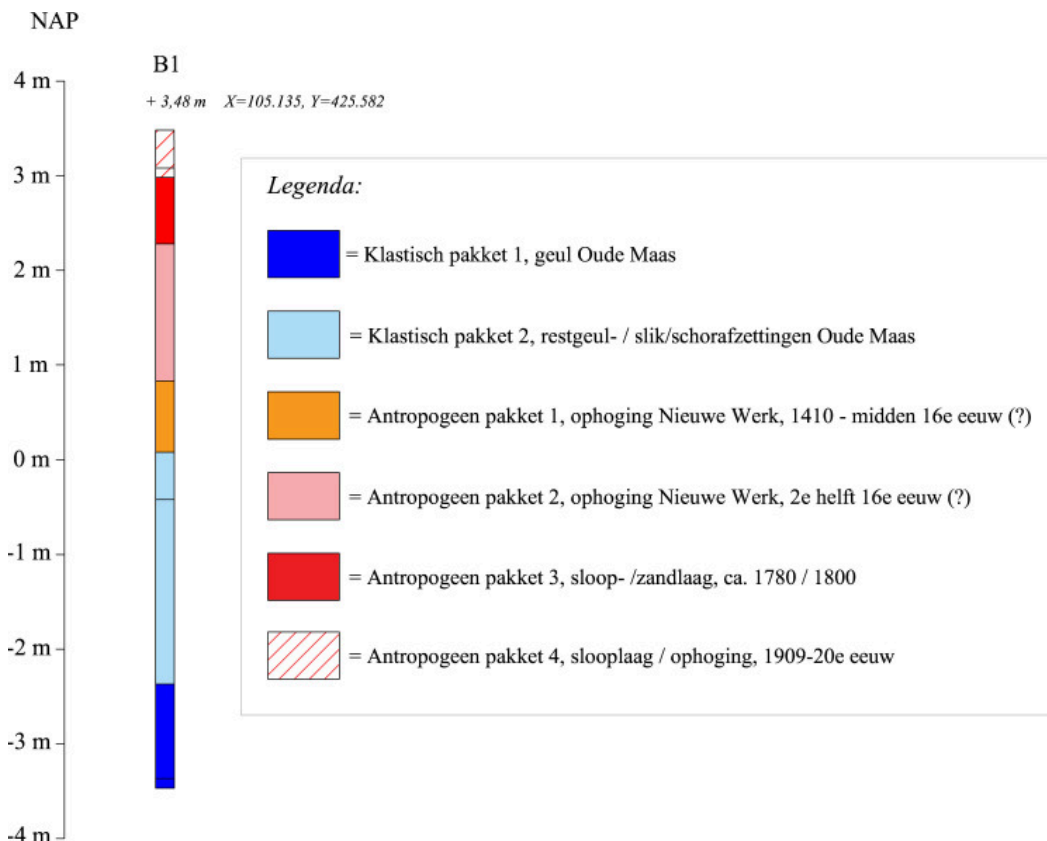 NAP
B1
+ 3,48 m X=105.135, Y=425.582
4 m
3 m
2 m
1 m
0 m
-1 m
-2 m
-3 m
-4 m
Legenda:
= Klastisch pakket 1, geul Oude Maas
= Klastisch pakket 2, restgeul- / slik/schorafzettingen Oude Maas
= Antropogeen pakket 1, ophoging Nieuwe Werk, 1410 - midden 16e eeuw (?)
= Antropogeen pakket 2, ophoging Nieuwe Werk, 2e helft 16e eeuw (?)
= Antropogeen pakket 3, sloop- /zandlaag, ca. 1780 / 1800
= Antropogeen pakket 4, slooplaag / ophoging, 1909-20e eeuw